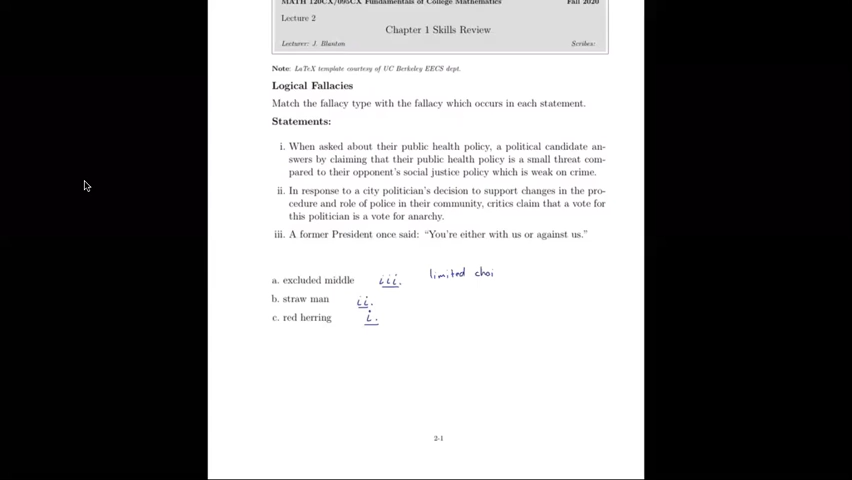 MATH 120CX/095CX Fundamentals of College Mathematics Fall 2020
Lecture 2
Chapter 1 Skills Review
Lecturer: J. Blanton Scribes:
Note: LaTeX template courtesy of UC Berkeley EECS dept.
Logical Fallacies
Match the fallacy type with the fallacy which occurs in each statement.
Statements:
i. When asked about their public health policy, a political candidate an-
swers by claiming that their public health policy is a small threat com-
pared to their opponent's social justice policy which is weak on crime.
ii. In response to a city politician's decision to support changes in the pro-
cedure and role of police in their community, critics claim that a vote for
this politician is a vote for anarchy.
iii. A former President once said: "You're either with us or against us."
a. excluded middle iii. limited choi
b. straw man ii.
c. red herring i.
2-1